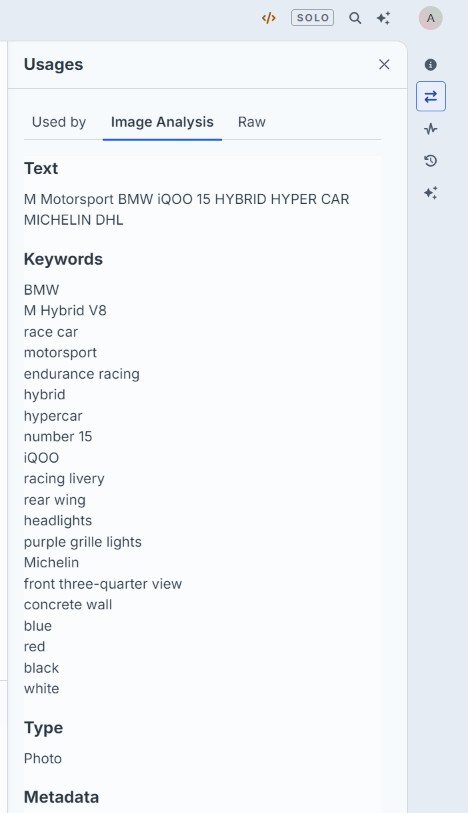 </>
SOLO
A
Usages
Used by
Image Analysis
Raw
Text
M Motorsport BMW iQOO 15 HYBRID HYPER CAR
MICHELIN DHL
Keywords
BMW
M Hybrid V8
race car
motorsport
endurance racing
hybrid
hypercar
number 15
iQOO
racing livery
rear wing
headlights
purple grille lights
Michelin
front three-quarter view
concrete wall
blue
red
black
white
Type
Photo
Metadata